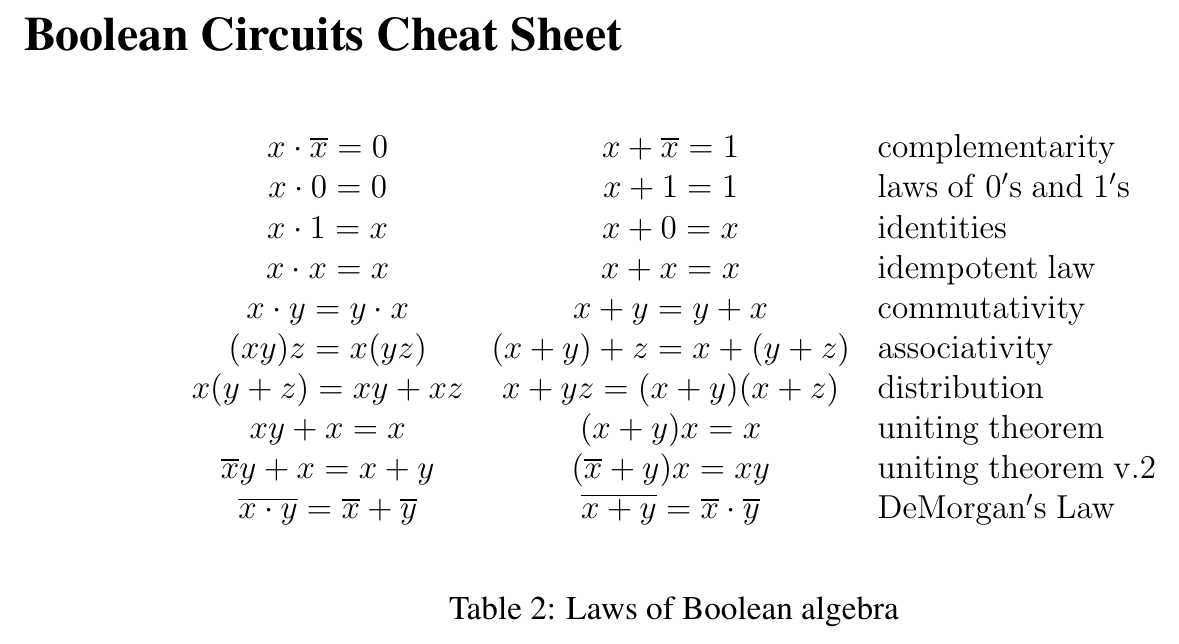 Boolean Circuits Cheat Sheet
x · x̅ = 0 x + x̅ = 1 complementarity
x · 0 = 0 x + 1 = 1 laws of 0′s and 1′s
x · 1 = x x + 0 = x identities
x · x = x x + x = x idempotent law
x · y = y · x x + y = y + x commutativity
(xy)z = x(yz) (x + y) + z = x + (y + z) associativity
x(y + z) = xy + xz x + yz = (x + y)(x + z) distribution
xy + x = x (x + y)x = x uniting theorem
x̅y + x = x + y (x̅ + y)x = xy uniting theorem v.2
x̅ ̅·̅ ̅y̅ = x̅ + y̅ x̅ ̅+̅ ̅y̅ = x̅ · y̅ DeMorgan′s Law
Table 2: Laws of Boolean algebra